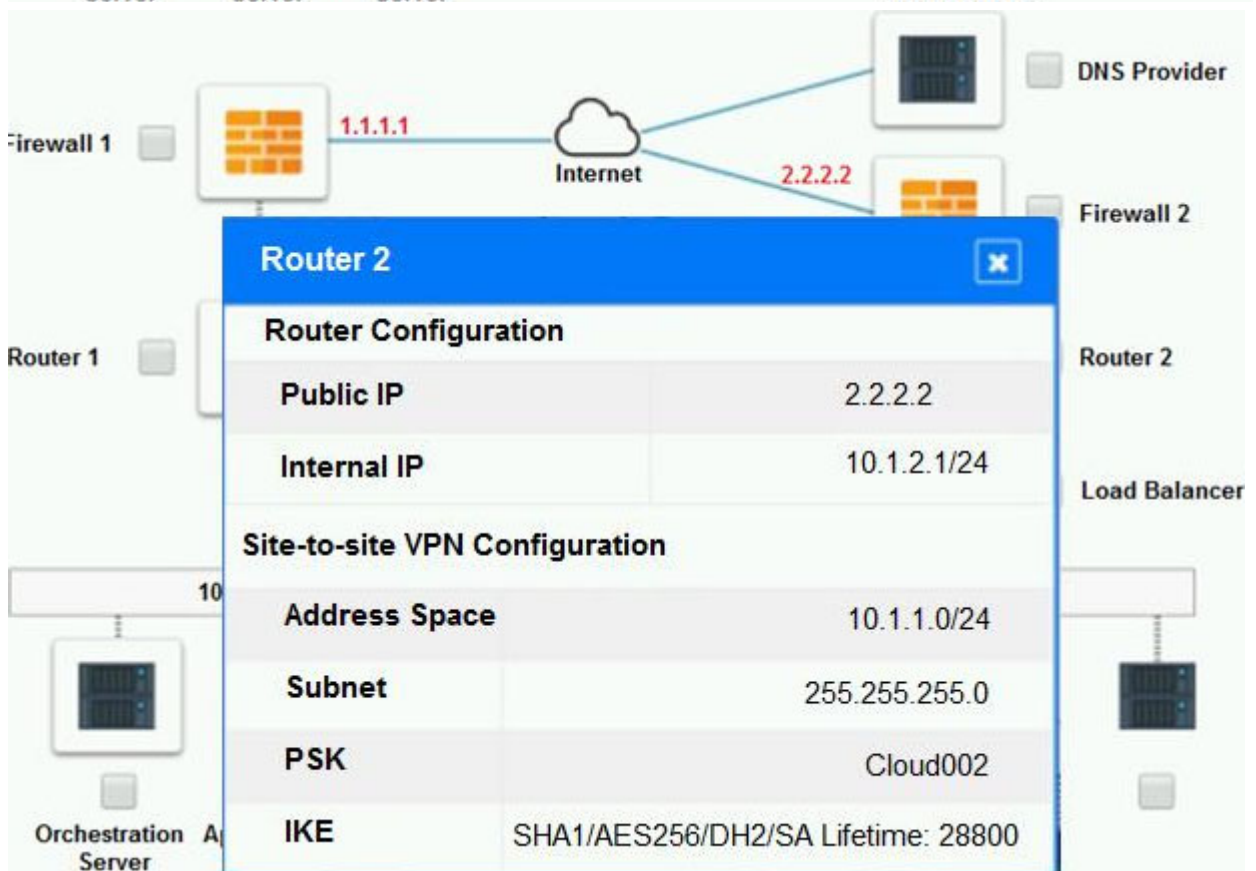 DNS Provider
Firewall 1
1.1.1.1
Internet
2.2.2.2
Firewall 2
Router 2
Router Configuration
Router 1
Router 2
Public IP 2.2.2.2
Internal IP 10.1.2.1/24
Load Balancer
Site-to-site VPN Configuration
10
Address Space 10.1.1.0/24
Subnet 255.255.255.0
PSK Cloud002
IKE SHA1/AES256/DH2/SA Lifetime: 28800
Orchestration
Server